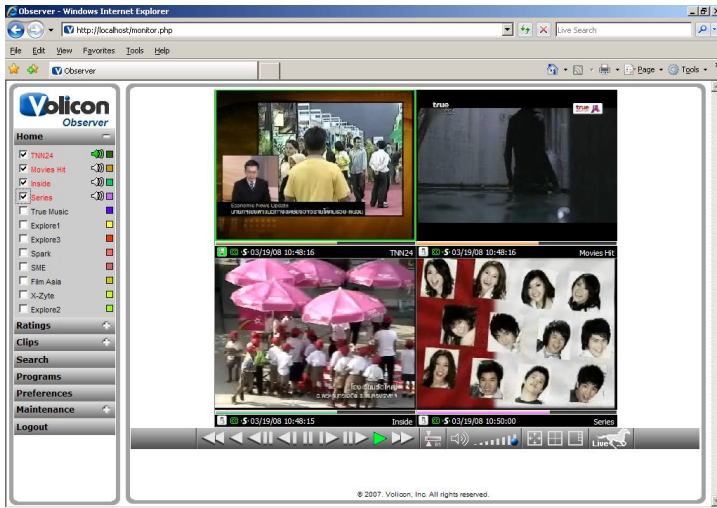 Observer - Windows Internet Explorer
http://localhost/monitor.php
Live Search
File Edit View Favorites Tools Help
Observer
Page Tools
Volicon
Observer
Home
TNN24
Movies Hit
Inside
Series
True Music
Explore1
Explore3
Spark
SME
Film Asia
X-Zyte
Explore2
Ratings
Clips
Search
Programs
Preferences
Maintenance
Logout
Economic News Update
true
true
·S· 03/19/08 10:48:16 TNN24
·S· 03/19/08 10:48:16 Movies Hit
·S· 03/19/08 10:48:15 Inside
·S· 03/19/08 10:50:00 Series
Live
© 2007. Volicon, Inc. All rights reserved.